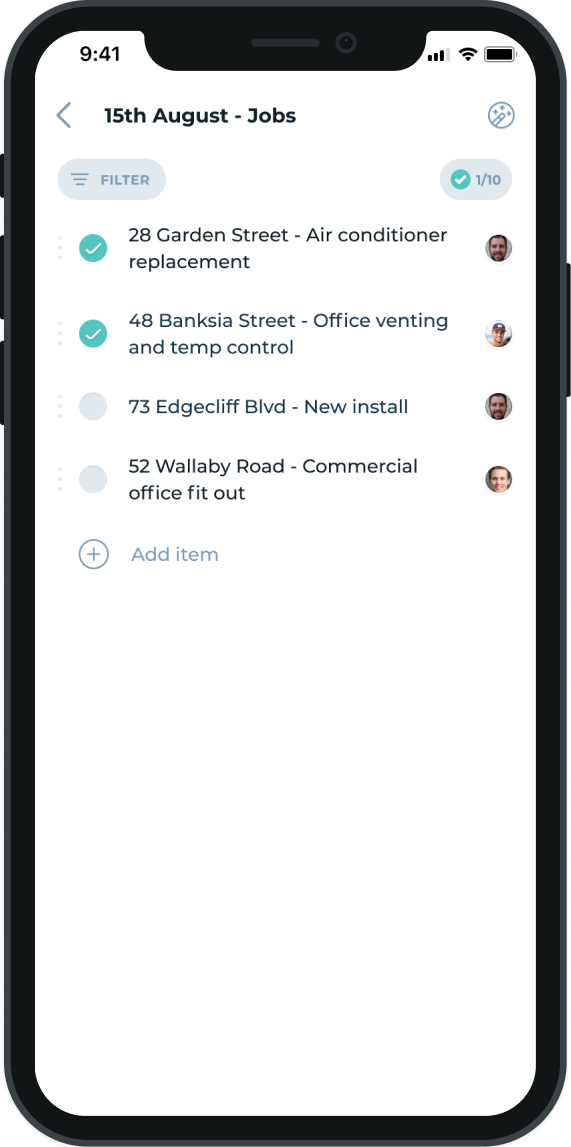 9:41
15th August - Jobs
FILTER
1/10
28 Garden Street - Air conditioner
replacement
48 Banksia Street - Office venting
and temp control
73 Edgecliff Blvd - New install
52 Wallaby Road - Commercial
office fit out
Add item